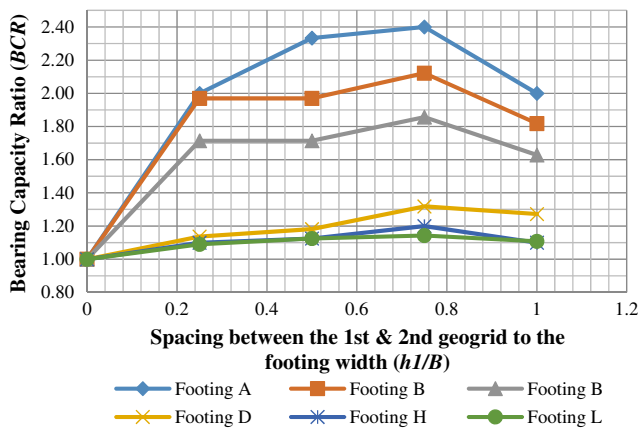 2.40
2.20
2.00
1.80
1.60
1.40
1.20
1.00
0.80
Bearing Capacity Ratio (BCR)
0 0.2 0.4 0.6 0.8 1 1.2
Spacing between the 1st & 2nd geogrid to the
footing width (h1/B)
Footing A Footing B Footing B
Footing D Footing H Footing L